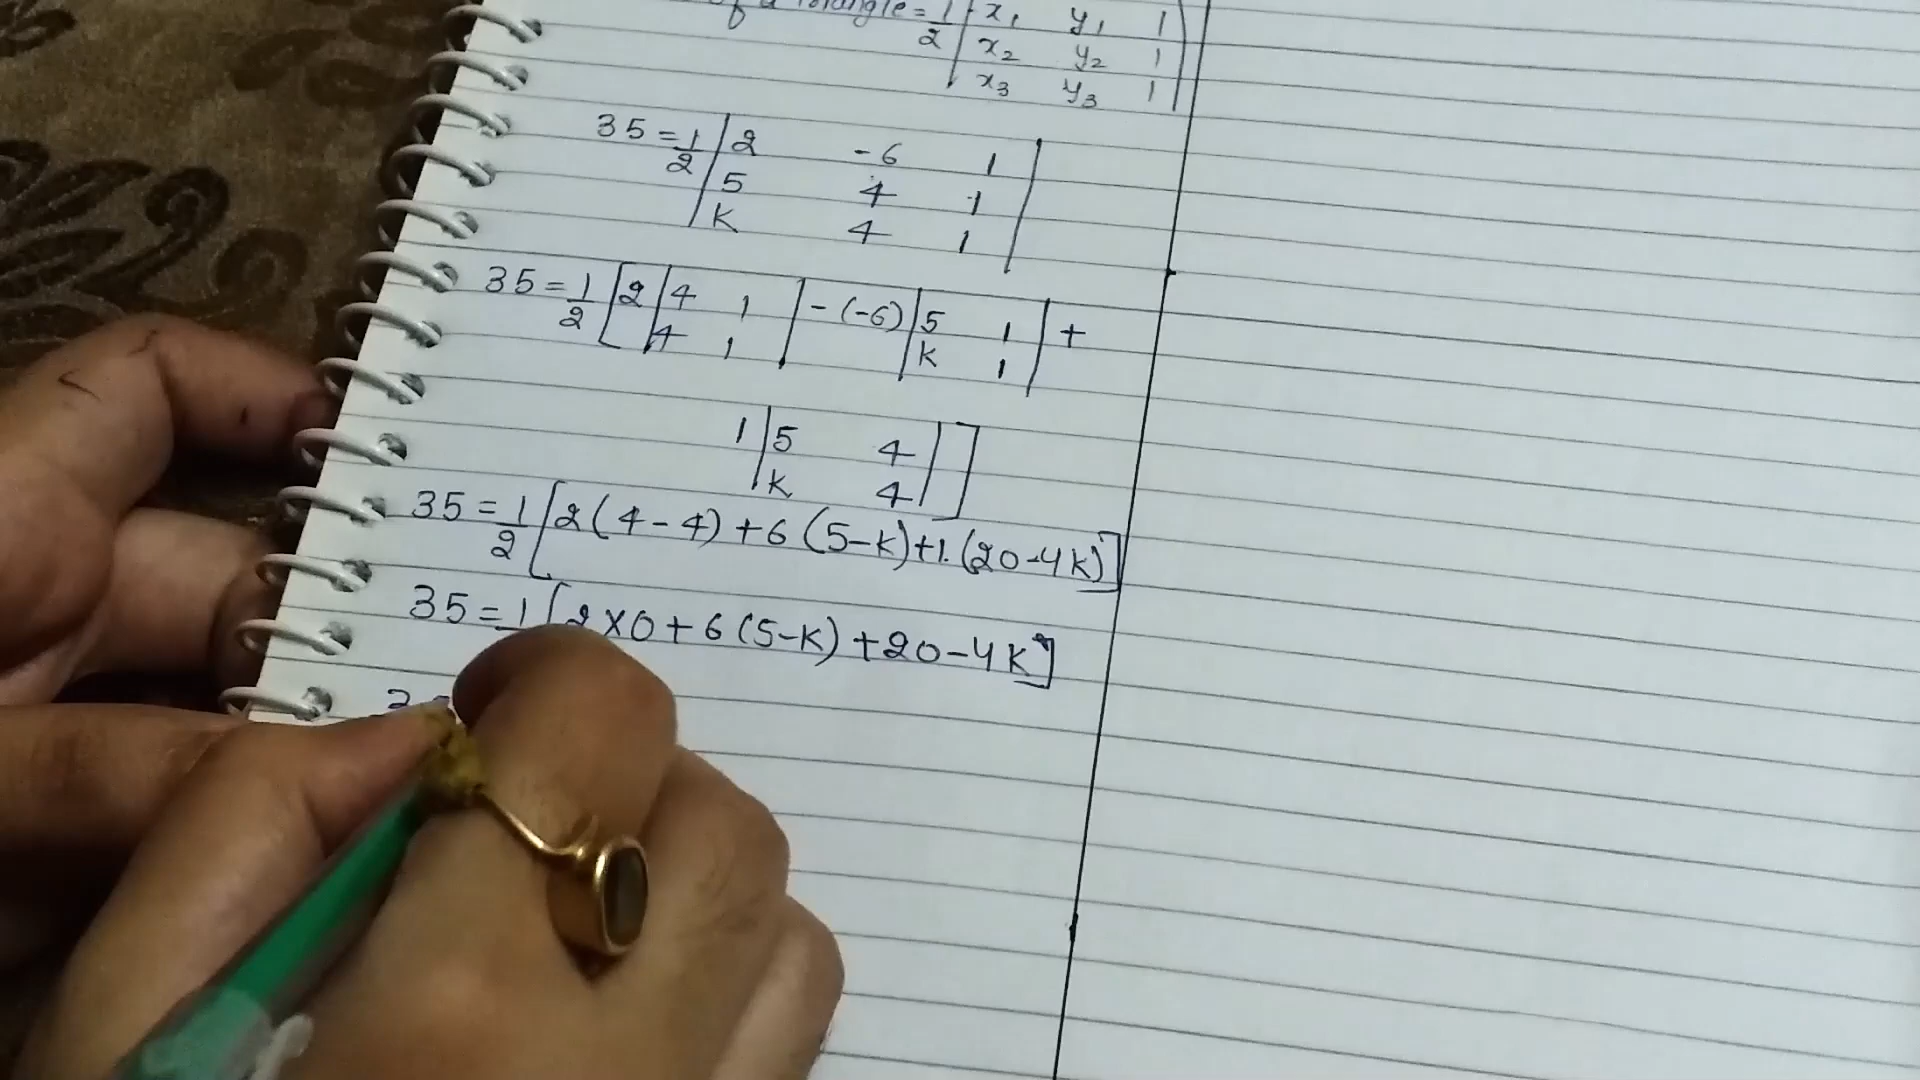 of a triangle = 1/2 | x₁ y₁ 1 |
| x₂ y₂ 1 |
| x₃ y₃ 1 |
35 = 1/2 | 2 -6 1 |
| 5 4 1 |
| K 4 1 |
35 = 1/2 [ 2 | 4 1 | - (-6) | 5 1 | +
| 4 1 | | K 1 |
1 | 5 4 | ]
| K 4 |
35 = 1/2 [ 2 (4 - 4) + 6 (5 - K) + 1. (20 - 4K) ]
35 = 1 [ 2 × 0 + 6 (5 - K) + 20 - 4K ]